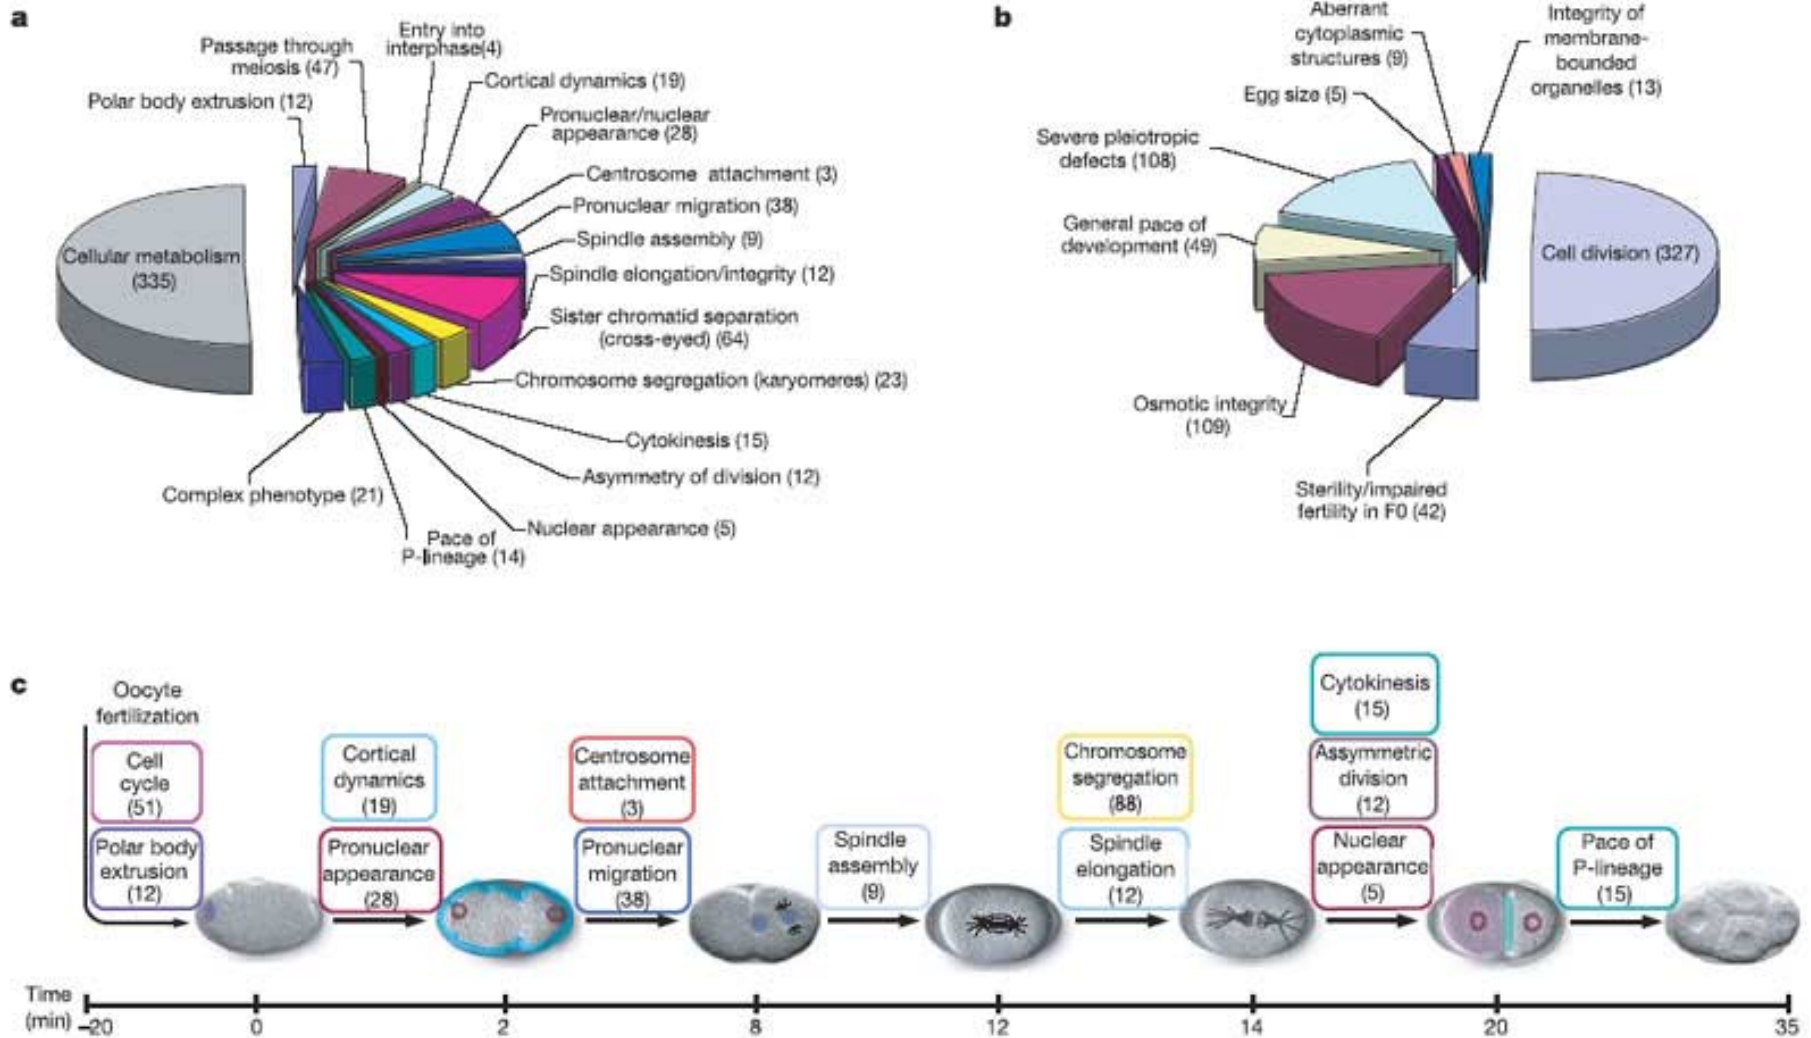 a
Passage through
meiosis (47)
Entry into
interphase(4)
Polar body extrusion (12)
Cortical dynamics (19)
Pronuclear/nuclear
appearance (28)
Centrosome attachment (3)
Pronuclear migration (38)
Spindle assembly (9)
Spindle elongation/integrity (12)
Sister chromatid separation
(cross-eyed) (64)
Chromosome segregation (karyomeres) (23)
Cytokinesis (15)
Asymmetry of division (12)
Nuclear appearance (5)
Pace of
P-lineage (14)
Complex phenotype (21)
Cellular metabolism
(335)
b
Aberrant
cytoplasmic
structures (9)
Integrity of
membrane-
bounded
organelles (13)
Egg size (5)
Severe pleiotropic
defects (108)
General pace of
development (49)
Cell division (327)
Osmotic integrity
(109)
Sterility/impaired
fertility in F0 (42)
c
Oocyte
fertilization
Cell
cycle
(51)
Polar body
extrusion
(12)
Cortical
dynamics
(19)
Pronuclear
appearance
(28)
Centrosome
attachment
(3)
Pronuclear
migration
(38)
Spindle
assembly
(9)
Chromosome
segregation
(88)
Spindle
elongation
(12)
Cytokinesis
(15)
Assymmetric
division
(12)
Nuclear
appearance
(5)
Pace of
P-lineage
(15)
Time
(min) –20 0 2 8 12 14 20 35